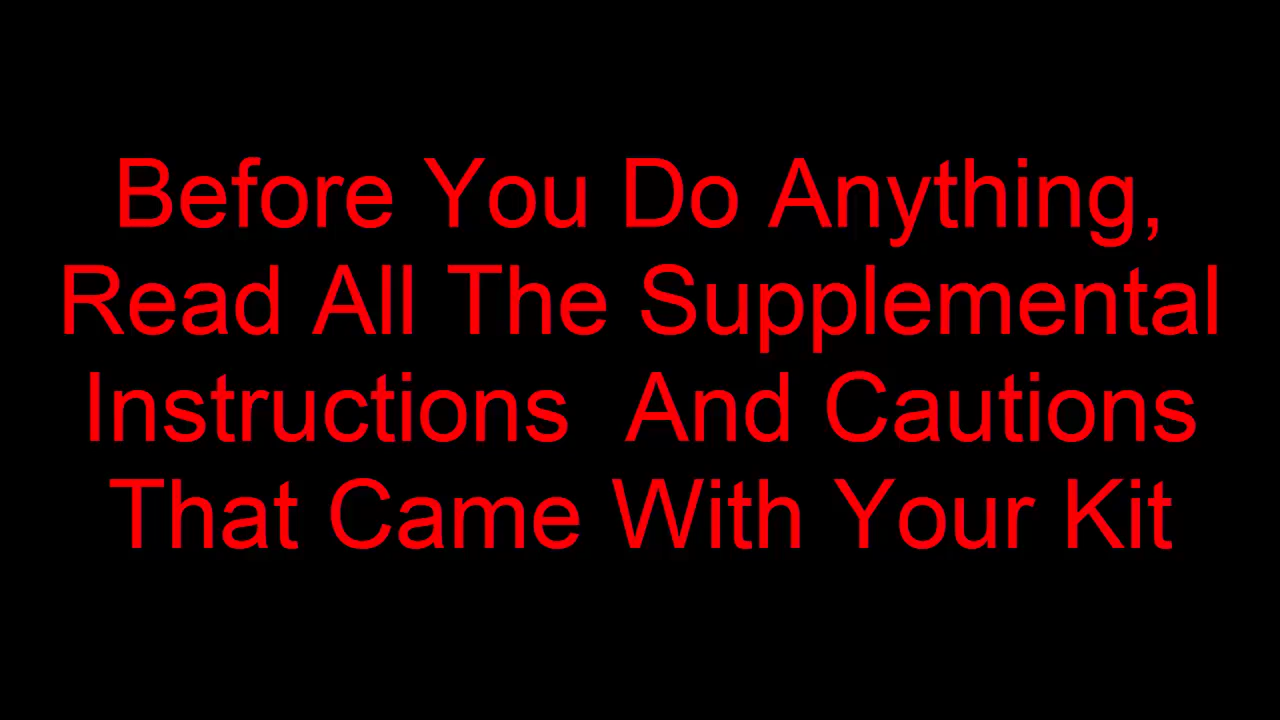 Before You Do Anything,
Read All The Supplemental
Instructions  And Cautions
That Came With Your Kit